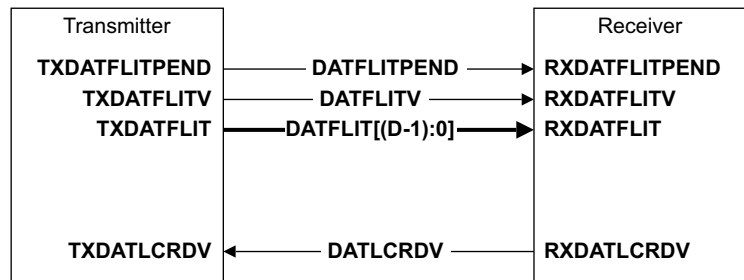 Transmitter Receiver
TXDATFLITPEND DATFLITPEND RXDATFLITPEND
TXDATFLITV DATFLITV RXDATFLITV
TXDATFLIT DATFLIT[(D-1):0] RXDATFLIT
TXDATLCRDV DATLCRDV RXDATLCRDV